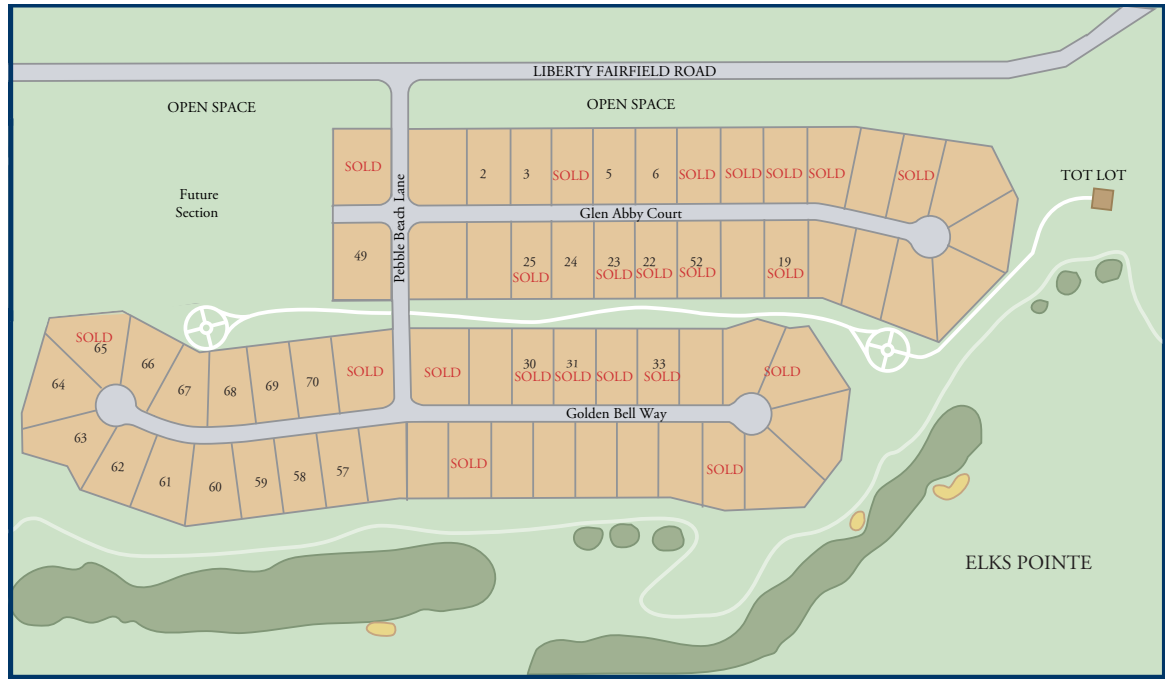 LIBERTY FAIRFIELD ROAD
OPEN SPACE
OPEN SPACE
SOLD
2
3
SOLD
5
6
SOLD
SOLD
SOLD
SOLD
SOLD
TOT LOT
Future
Section
Pebble Beach Lane
Glen Abby Court
49
25
SOLD
24
23
SOLD
22
SOLD
52
SOLD
19
SOLD
SOLD
65
64
66
67
68
69
70
SOLD
SOLD
30
SOLD
31
SOLD
SOLD
33
SOLD
SOLD
Golden Bell Way
63
62
61
60
59
58
57
SOLD
SOLD
ELKS POINTE